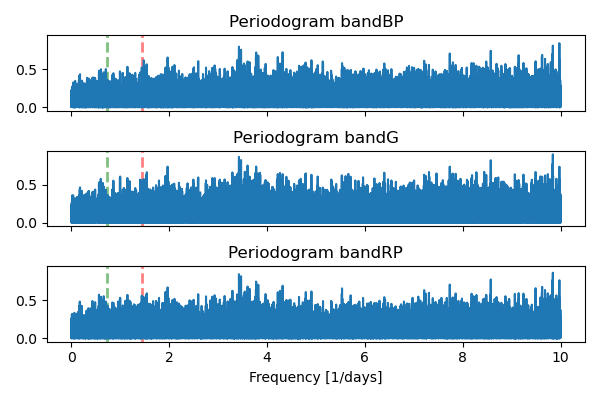 Periodogram bandBP
0.5
0.0
Periodogram bandG
0.5
0.0
Periodogram bandRP
0.5
0.0
0 2 4 6 8 10
Frequency [1/days]